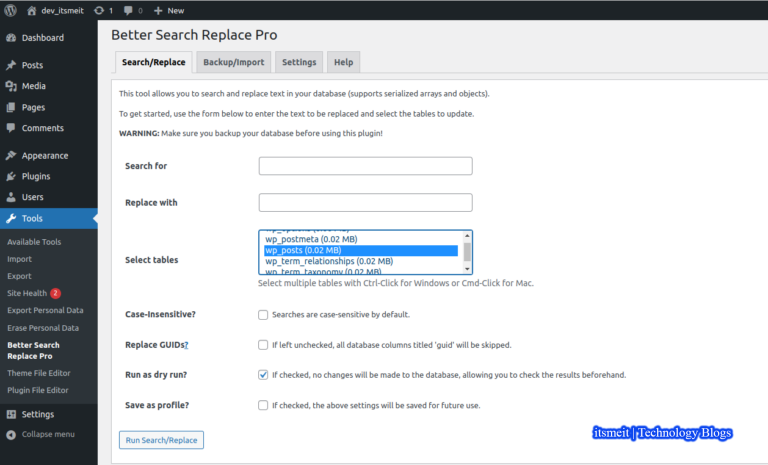 dev_itsmeit 1 0 New
Dashboard
Posts
Media
Pages
Comments
Appearance
Plugins
Users
Tools
Available Tools
Import
Export
Site Health 2
Export Personal Data
Erase Personal Data
Better Search
Replace Pro
Theme File Editor
Plugin File Editor
Settings
Collapse menu
Better Search Replace Pro
Search/Replace Backup/Import Settings Help
This tool allows you to search and replace text in your database (supports serialized arrays and objects).
To get started, use the form below to enter the text to be replaced and select the tables to update.
WARNING: Make sure you backup your database before using this plugin!
Search for
Replace with
Select tables
wp_postmeta (0.02 MB)
wp_posts (0.02 MB)
wp_term_relationships (0.02 MB)
wp_term_taxonomy (0.02 MB)
Select multiple tables with Ctrl-Click for Windows or Cmd-Click for Mac.
Case-Insensitive? Searches are case-sensitive by default.
Replace GUIDs? If left unchecked, all database columns titled 'guid' will be skipped.
Run as dry run? If checked, no changes will be made to the database, allowing you to check the results beforehand.
Save as profile? If checked, the above settings will be saved for future use.
Run Search/Replace
itsmeit | Technology Blogs